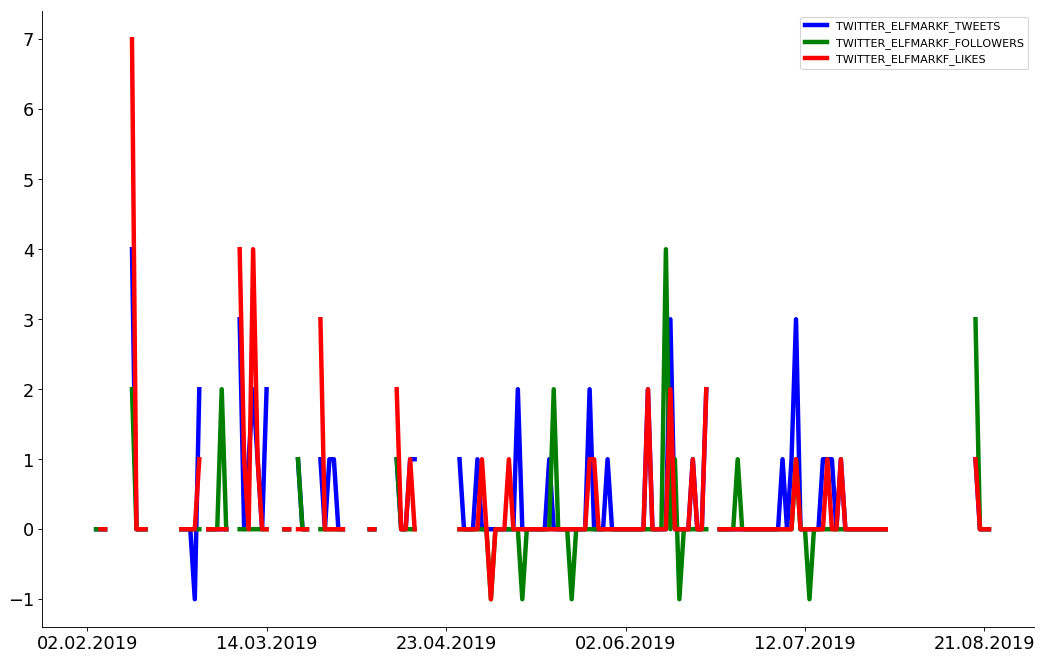 TWITTER_ELFMARKF_TWEETS
TWITTER_ELFMARKF_FOLLOWERS
TWITTER_ELFMARKF_LIKES
7
6
5
4
3
2
1
0
−1
02.02.2019 14.03.2019 23.04.2019 02.06.2019 12.07.2019 21.08.2019